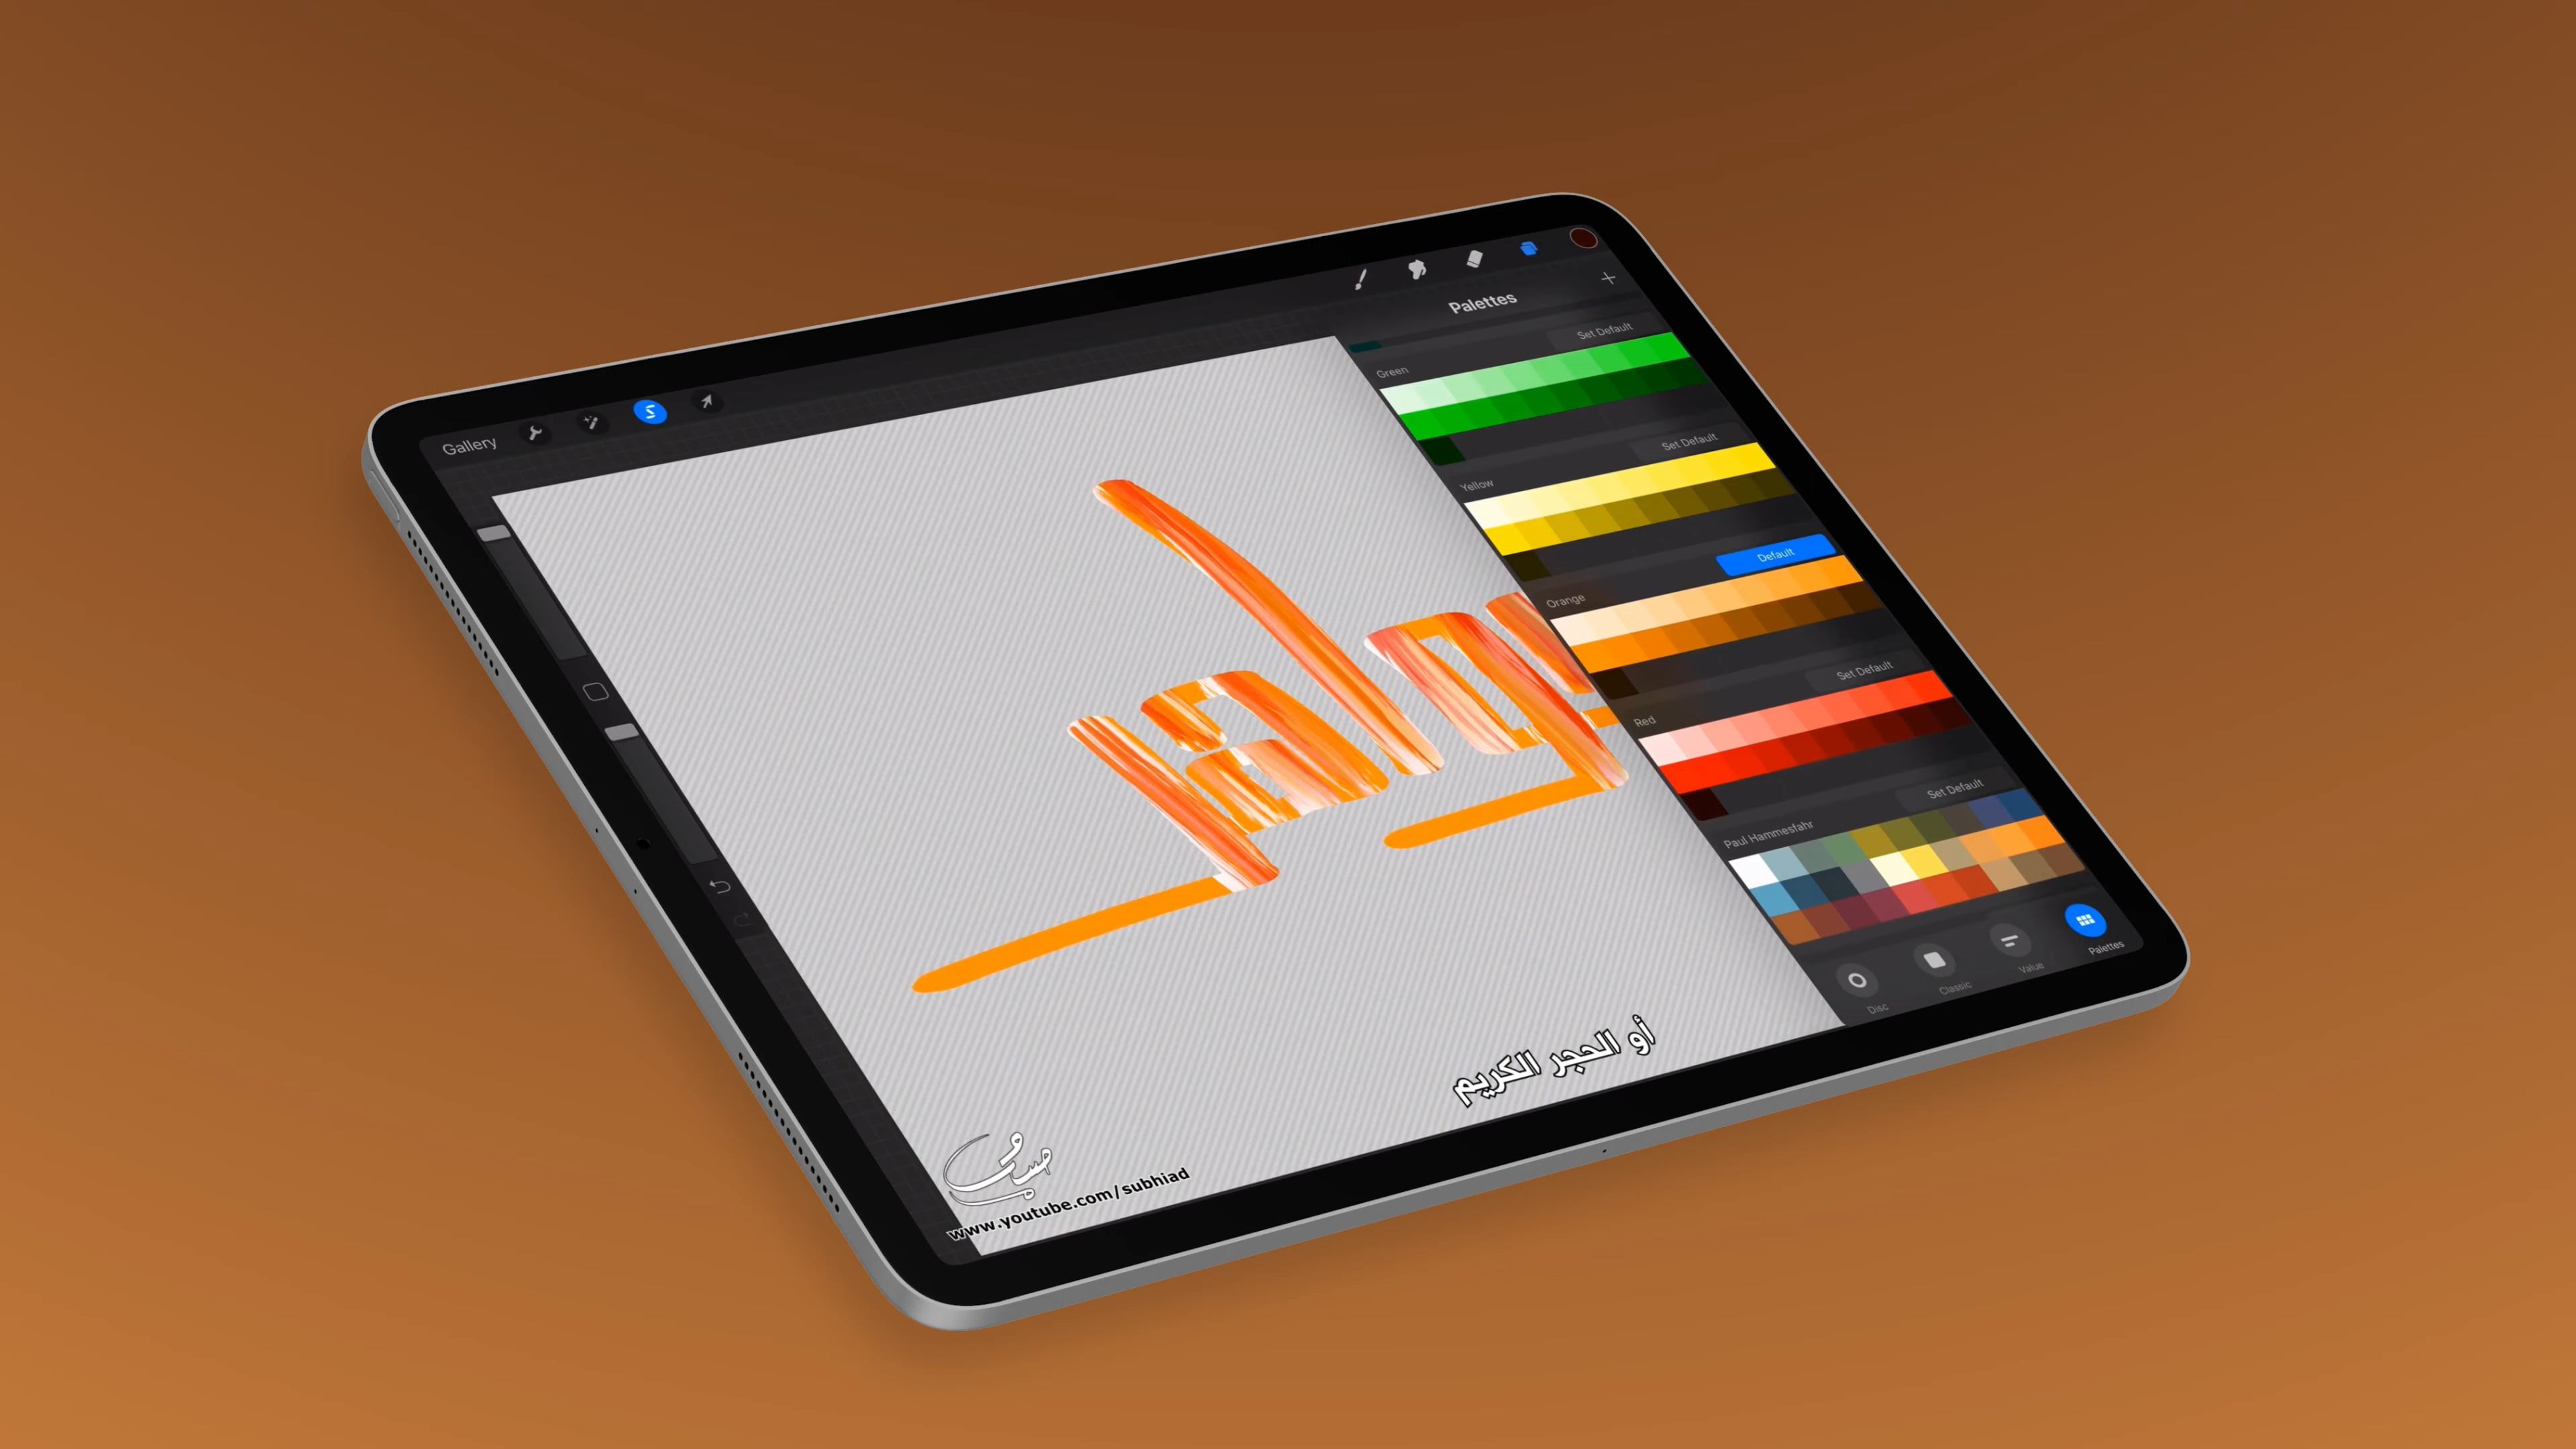 Gallery
Palettes
Set Default
Green
Set Default
Yellow
Default
Orange
Set Default
Red
Set Default
Paul Hammesfahr
Disc
Classic
Value
Palettes
أو الحجر الكريم
www.youtube.com/subhiad